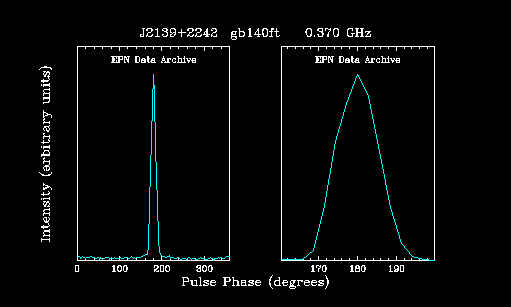 J2139+2242 gb140ft 0.370 GHz
EPN Data Archive EPN Data Archive
Intensity (arbitrary units)
0 100 200 300 170 180 190
Pulse Phase (degrees)